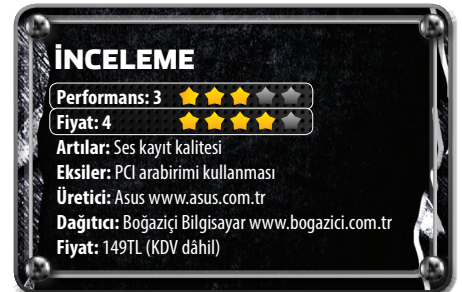 İNCELEME
Performans: 3
Fiyat: 4
Artılar: Ses kayıt kalitesi
Eksiler: PCI arabirimi kullanması
Üretici: Asus www.asus.com.tr
Dağıtıcı: Boğaziçi Bilgisayar www.bogazici.com.tr
Fiyat: 149TL (KDV dâhil)